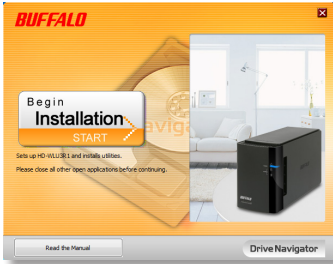 BUFFALO
Begin
Installation
START
Sets up HD-WLU3R1 and installs utilities.
Please close all other open applications before continuing.
BUFFALO
Read the Manual
DriveNavigator